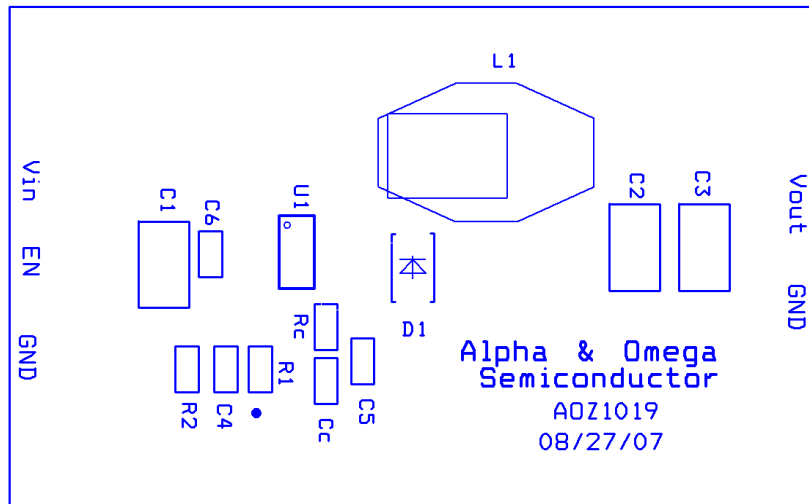 L1
Vin
C1
C6
U1
C2
C3
Vout
EN
GND
D1
Rc
GND
R2
C4
R1
Cc
C5
Alpha & Omega
Semiconductor
AOZ1019
08/27/07